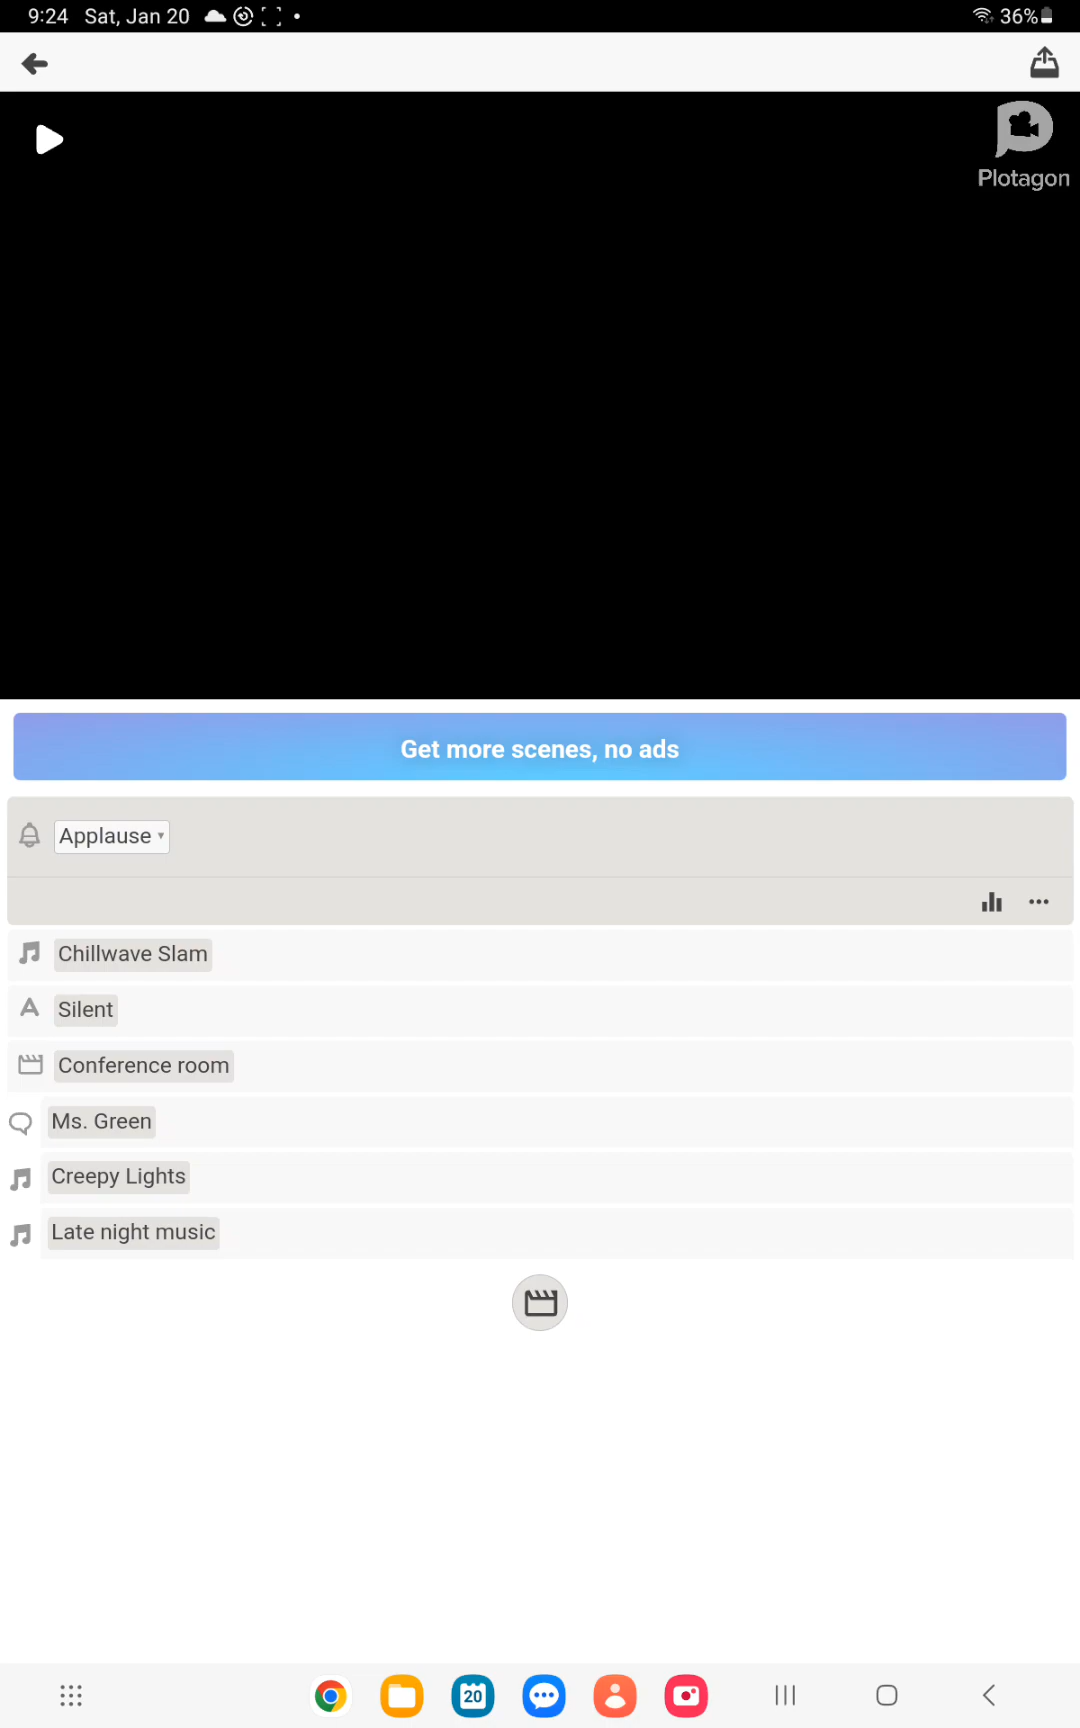 9:24 Sat, Jan 20
36%
Plotagon
Get more scenes, no ads
Applause
Chillwave Slam
Silent
Conference room
Ms. Green
Creepy Lights
Late night music
20